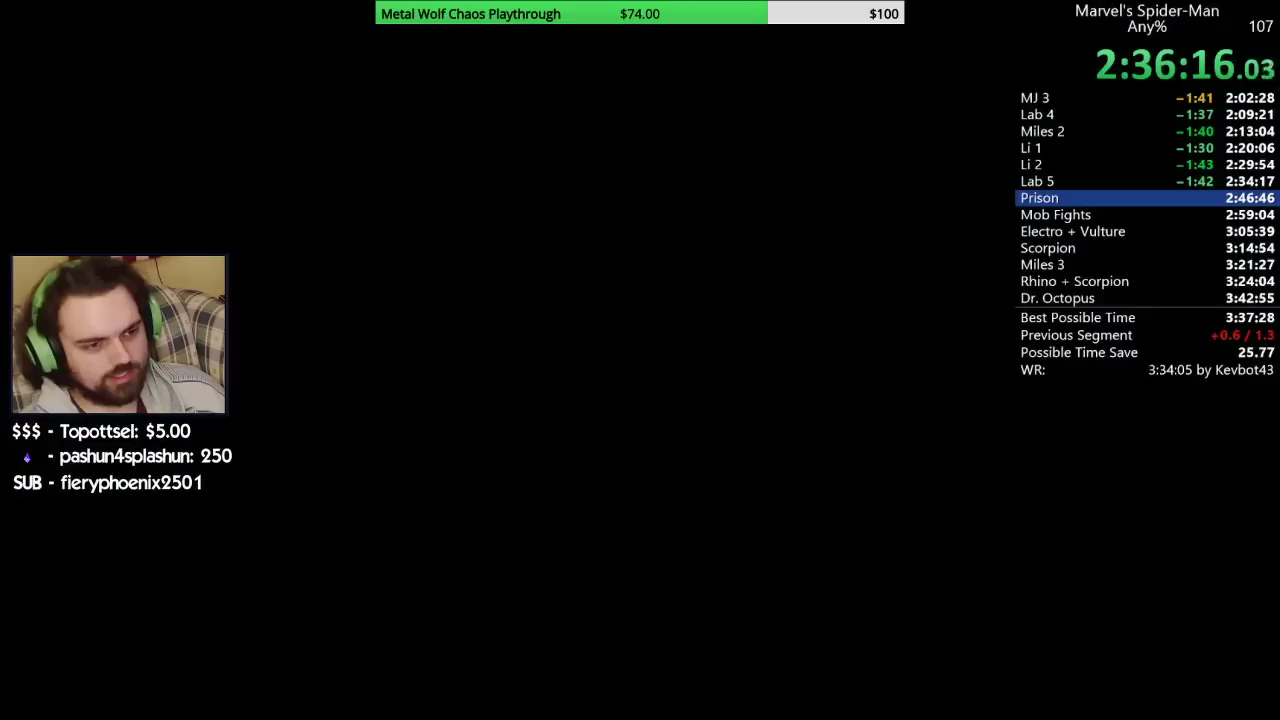 Metal Wolf Chaos Playthrough $74.00 $100
Marvel's Spider-Man
Any% 107
2:36:16.03
MJ 3 −1:41 2:02:28
Lab 4 −1:37 2:09:21
Miles 2 −1:40 2:13:04
Li 1 −1:30 2:20:06
Li 2 −1:43 2:29:54
Lab 5 −1:42 2:34:17
Prison 2:46:46
Mob Fights 2:59:04
Electro + Vulture 3:05:39
Scorpion 3:14:54
Miles 3 3:21:27
Rhino + Scorpion 3:24:04
Dr. Octopus 3:42:55
Best Possible Time 3:37:28
Previous Segment +0.6 / 1.3
Possible Time Save 25.77
WR: 3:34:05 by Kevbot43
$$$ - Topottsel: $5.00
- pashun4splashun: 250
SUB - fieryphoenix2501